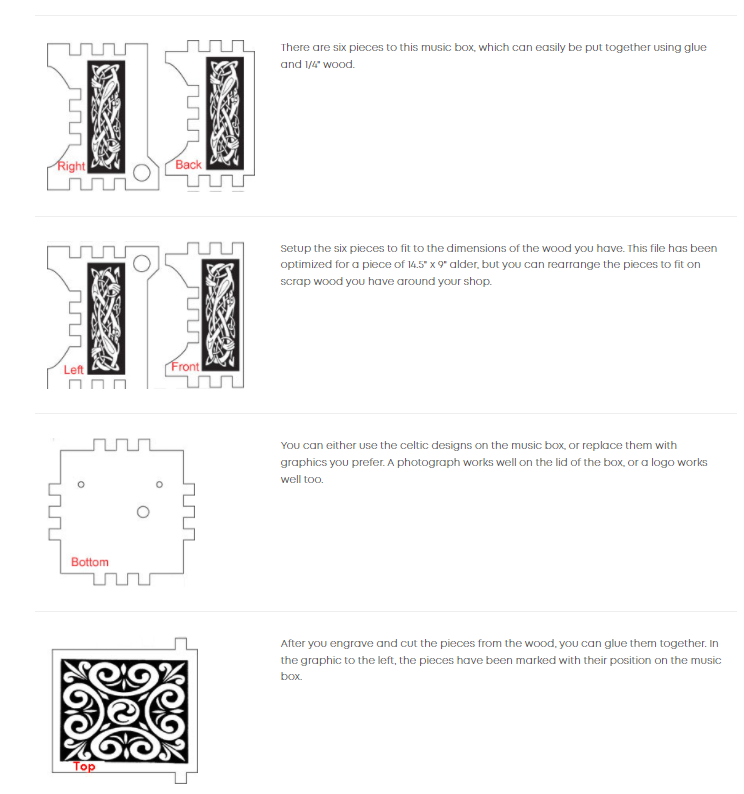 There are six pieces to this music box, which can easily be put together using glue
and 1/4" wood.
Right
Back
Setup the six pieces to fit to the dimensions of the wood you have. This file has been
optimized for a piece of 14.5" x 9" alder, but you can rearrange the pieces to fit on
scrap wood you have around your shop.
Left
Front
You can either use the celtic designs on the music box, or replace them with
graphics you prefer. A photograph works well on the lid of the box, or a logo works
well too.
Bottom
After you engrave and cut the pieces from the wood, you can glue them together. In
the graphic to the left, the pieces have been marked with their position on the music
box.
Top